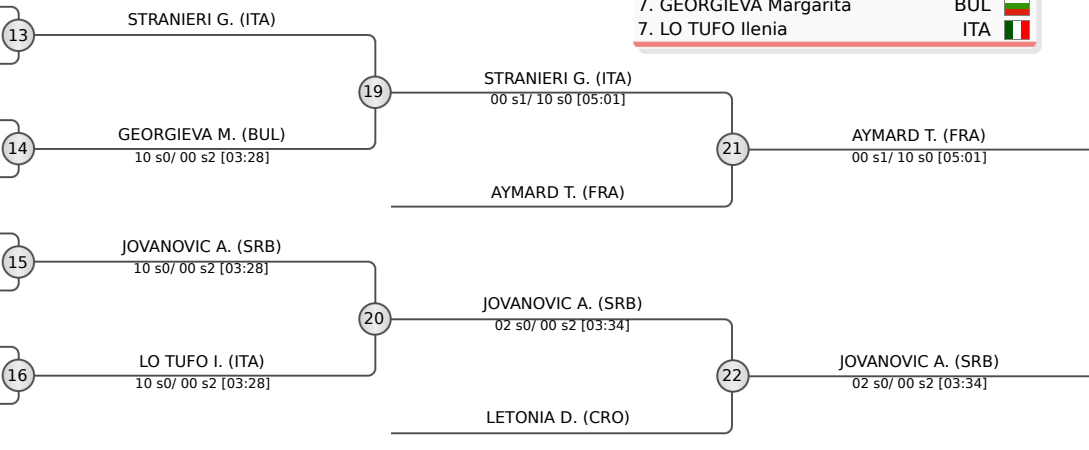 7. GEORGIEVA Margarita BUL
7. LO TUFO Ilenia ITA
STRANIERI G. (ITA)
13
19
STRANIERI G. (ITA)
00 s1/ 10 s0 [05:01]
GEORGIEVA M. (BUL)
14
10 s0/ 00 s2 [03:28]
21
AYMARD T. (FRA)
00 s1/ 10 s0 [05:01]
AYMARD T. (FRA)
JOVANOVIC A. (SRB)
15
10 s0/ 00 s2 [03:28]
20
JOVANOVIC A. (SRB)
02 s0/ 00 s2 [03:34]
LO TUFO I. (ITA)
16
10 s0/ 00 s2 [03:28]
22
JOVANOVIC A. (SRB)
02 s0/ 00 s2 [03:34]
LETONIA D. (CRO)